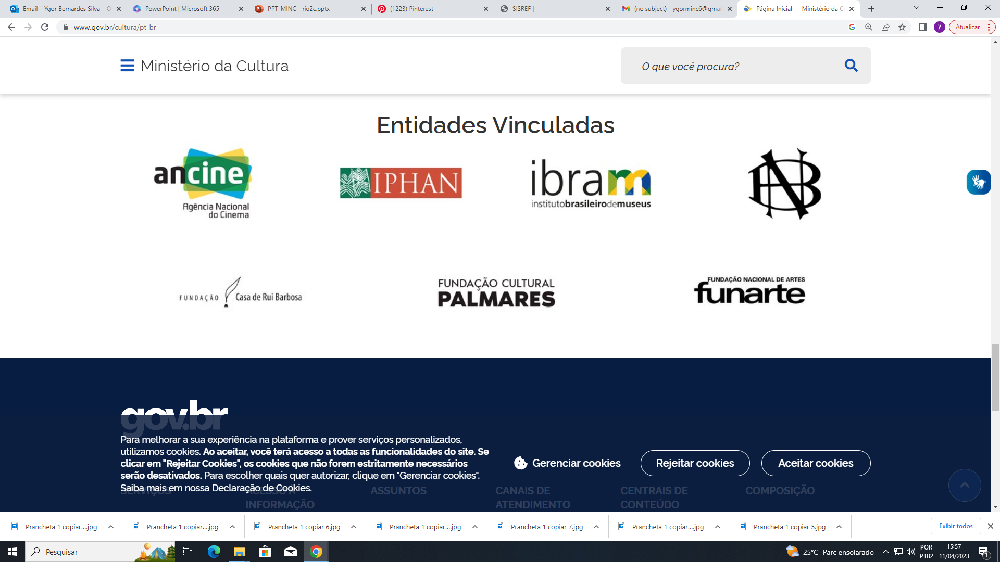 Email – Ygor Bernardes Silva – O
PowerPoint | Microsoft 365
PPT-MINC - rio2c.pptx
(1223) Pinterest
SISREF |
(no subject) - ygorminc6@gmail
Página Inicial — Ministério da C
www.gov.br/cultura/pt-br
y
Atualizar
Ministério da Cultura
O que você procura?
Entidades Vinculadas
ancine
Agência Nacional
do Cinema
IPHAN
ibram
institutobrasileirodemuseus
BN
FUNDAÇÃO Casa de Rui Barbosa
FUNDAÇÃO CULTURAL
PALMARES
FUNDAÇÃO NACIONAL DE ARTES
funarte
gov.br
Para melhorar a sua experiência na plataforma e prover serviços personalizados,
utilizamos cookies. Ao aceitar, você terá acesso a todas as funcionalidades do site. Se
clicar em "Rejeitar Cookies", os cookies que não forem estritamente necessários
serão desativados. Para escolher quais quer autorizar, clique em "Gerenciar cookies".
Saiba mais em nossa Declaração de Cookies.
Gerenciar cookies
Rejeitar cookies
Aceitar cookies
SERVIÇOS
ACESSO À
INFORMAÇÃO
ASSUNTOS
CANAIS DE
ATENDIMENTO
CENTRAIS DE
CONTEÚDO
COMPOSIÇÃO
Prancheta 1 copiar....jpg
Prancheta 1 copiar....jpg
Prancheta 1 copiar 6.jpg
Prancheta 1 copiar....jpg
Prancheta 1 copiar 7.jpg
Prancheta 1 copiar....jpg
Prancheta 1 copiar 5.jpg
Exibir todos
Pesquisar
25°C Parc ensolarado
POR
PTB2
15:57
11/04/2023
1